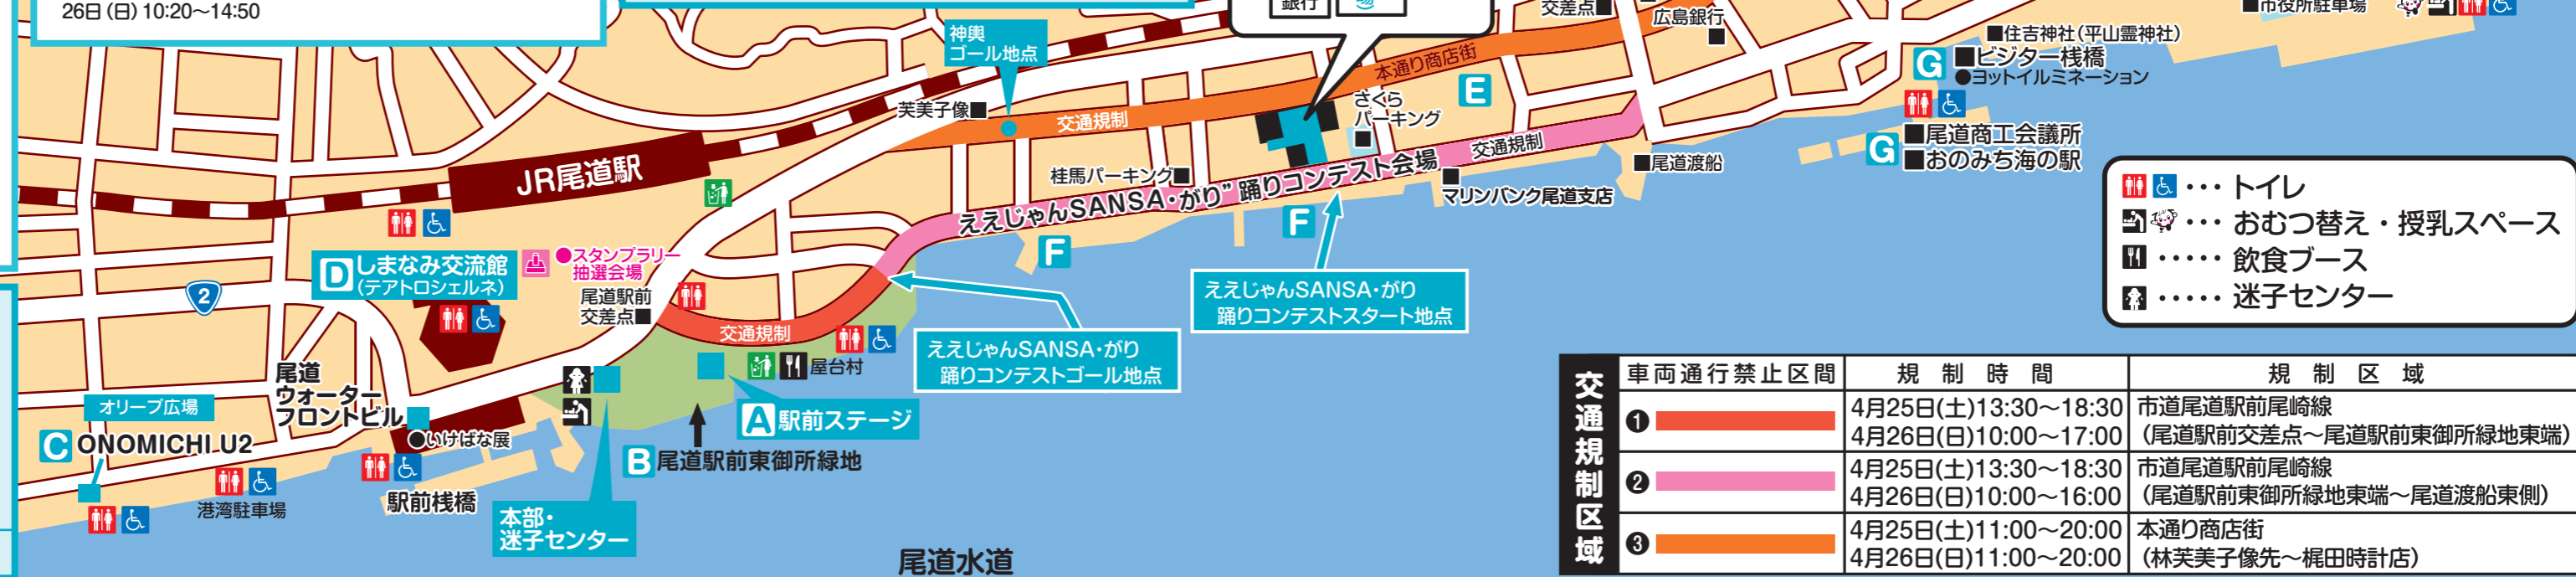 26日(日)10:20〜14:50
銀行
交差点■
広島銀行
■市役所駐車場
神輿
ゴール地点
■住吉神社(平山霊神社)
G ■ビジター桟橋
●ヨットイルミネーション
本通り商店街
E
芙美子像■
交通規制
さくら
パーキング
■尾道商工会議所
G ■おのみち海の駅
交通規制
■尾道渡船
JR尾道駅
桂馬パーキング■
ええじゃんSANSA・がり”踊りコンテスト会場
マリンバンク尾道支店
F
F
・・・トイレ
・・・おむつ替え・授乳スペース
・・・・・飲食ブース
・・・・・迷子センター
D しまなみ交流館
(テアトロシェルネ)
●スタンプラリー
抽選会場
2
尾道駅前
交差点■
交通規制
ええじゃんSANSA・がり
踊りコンテストスタート地点
ええじゃんSANSA・がり
踊りコンテストゴール地点
屋台村
尾道
ウォーター
フロントビル
●いけばな展
オリーブ広場
C ONOMICHI U2
A 駅前ステージ
B 尾道駅前東御所緑地
港湾駐車場
駅前桟橋
本部・
迷子センター
尾道水道
交通規制区域
車両通行禁止区間 規制時間 規制区域
❶ 4月25日(土)13:30〜18:30 市道尾道駅前尾崎線
4月26日(日)10:00〜17:00 (尾道駅前交差点〜尾道駅前東御所緑地東端)
❷ 4月25日(土)13:30〜18:30 市道尾道駅前尾崎線
4月26日(日)10:00〜16:00 (尾道駅前東御所緑地東端〜尾道渡船東側)
❸ 4月25日(土)11:00〜20:00 本通り商店街
4月26日(日)11:00〜20:00 (林芙美子像先〜梶田時計店)